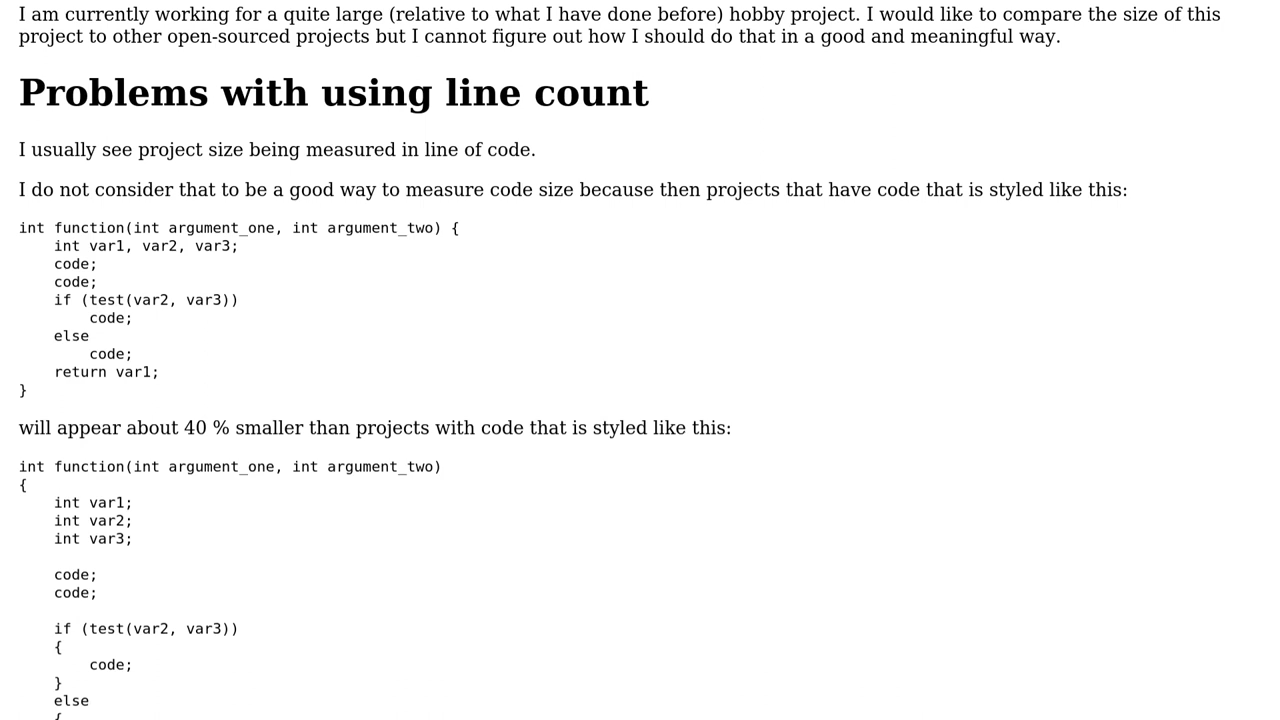 I am currently working for a quite large (relative to what I have done before) hobby project. I would like to compare the size of this
project to other open-sourced projects but I cannot figure out how I should do that in a good and meaningful way.
Problems with using line count
I usually see project size being measured in line of code.
I do not consider that to be a good way to measure code size because then projects that have code that is styled like this:
int function(int argument_one, int argument_two) {
    int var1, var2, var3;
    code;
    code;
    if (test(var2, var3))
        code;
    else
        code;
    return var1;
}
will appear about 40 % smaller than projects with code that is styled like this:
int function(int argument_one, int argument_two)
{
    int var1;
    int var2;
    int var3;

    code;
    code;

    if (test(var2, var3))
    {
        code;
    }
    else
    {